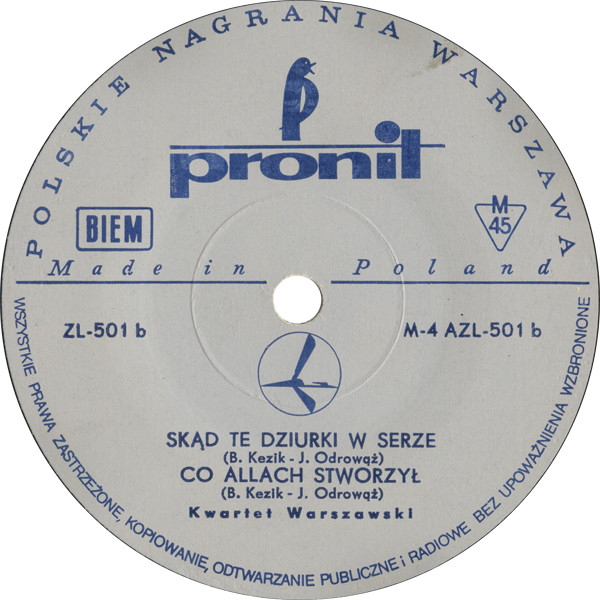 POLSKIE NAGRANIA WARSZAWA
pronit
BIEM
M
45
Made in Poland
ZL-501 b
M-4 AZL-501 b
SKĄD TE DZIURKI W SERZE
(B. Kezik - J. Odrowąż)
CO ALLACH STWORZYŁ
(B. Kezik - J. Odrowąż)
Kwartet Warszawski
WSZYSTKIE PRAWA ZASTRZEŻONE, KOPIOWANIE, ODTWARZANIE PUBLICZNE i RADIOWE BEZ UPOWAŻNIENIA WZBRONIONE